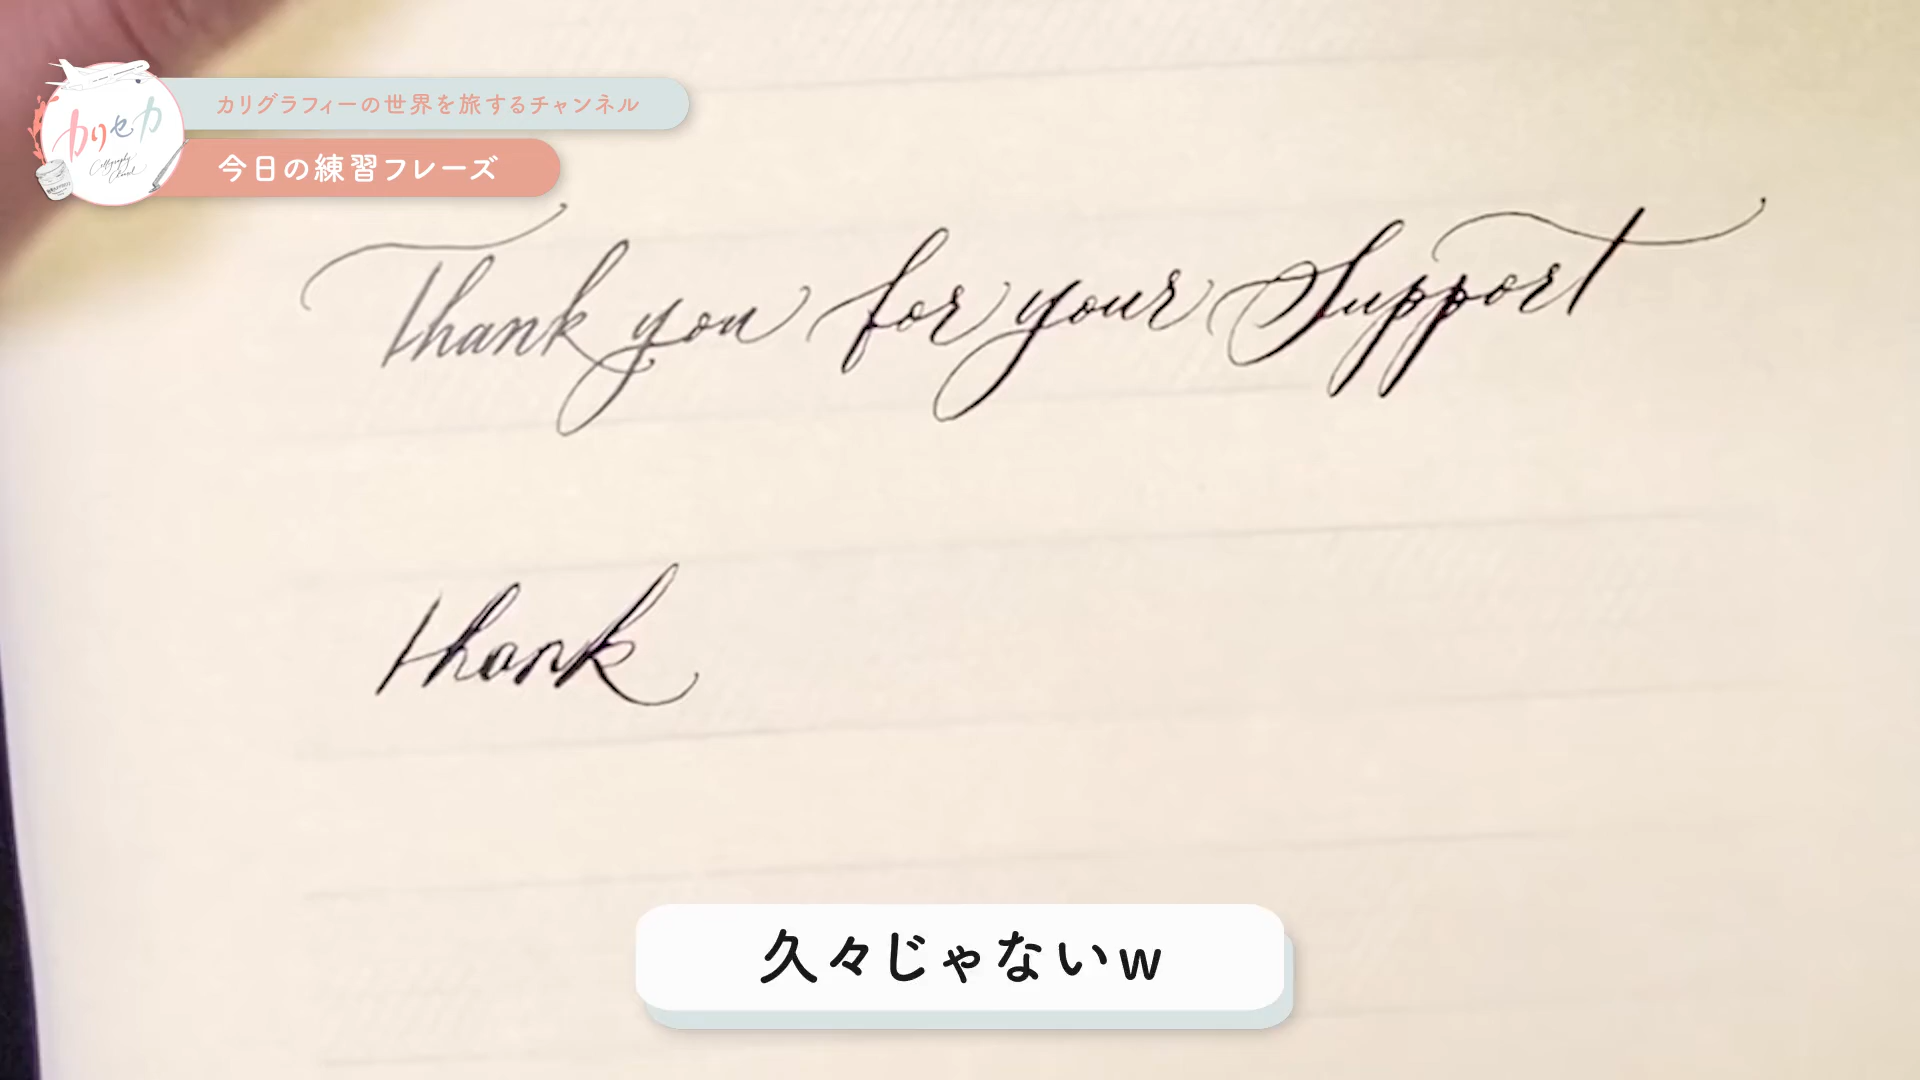 カリグラフィーの世界を旅するチャンネル
カリセカ
Calligraphy
Channel
今日の練習フレーズ
Thank you for your Support
Thank
久々じゃないw